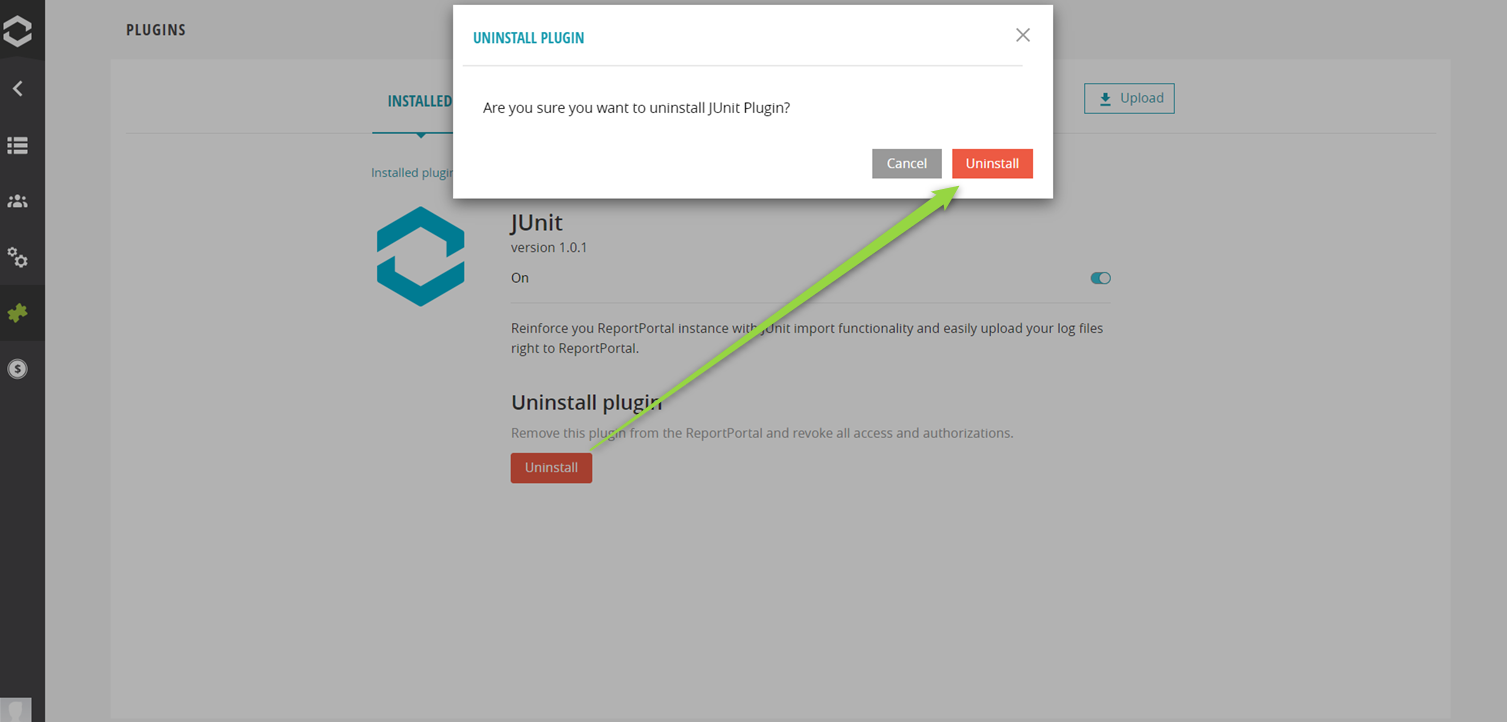 PLUGINS
UNINSTALL PLUGIN
Are you sure you want to uninstall JUnit Plugin?
Cancel
Uninstall
INSTALLED
Upload
Installed plugin
JUnit
version 1.0.1
On
Reinforce you ReportPortal instance with JUnit import functionality and easily upload your log files
right to ReportPortal.
Uninstall plugin
Remove this plugin from the ReportPortal and revoke all access and authorizations.
Uninstall
$